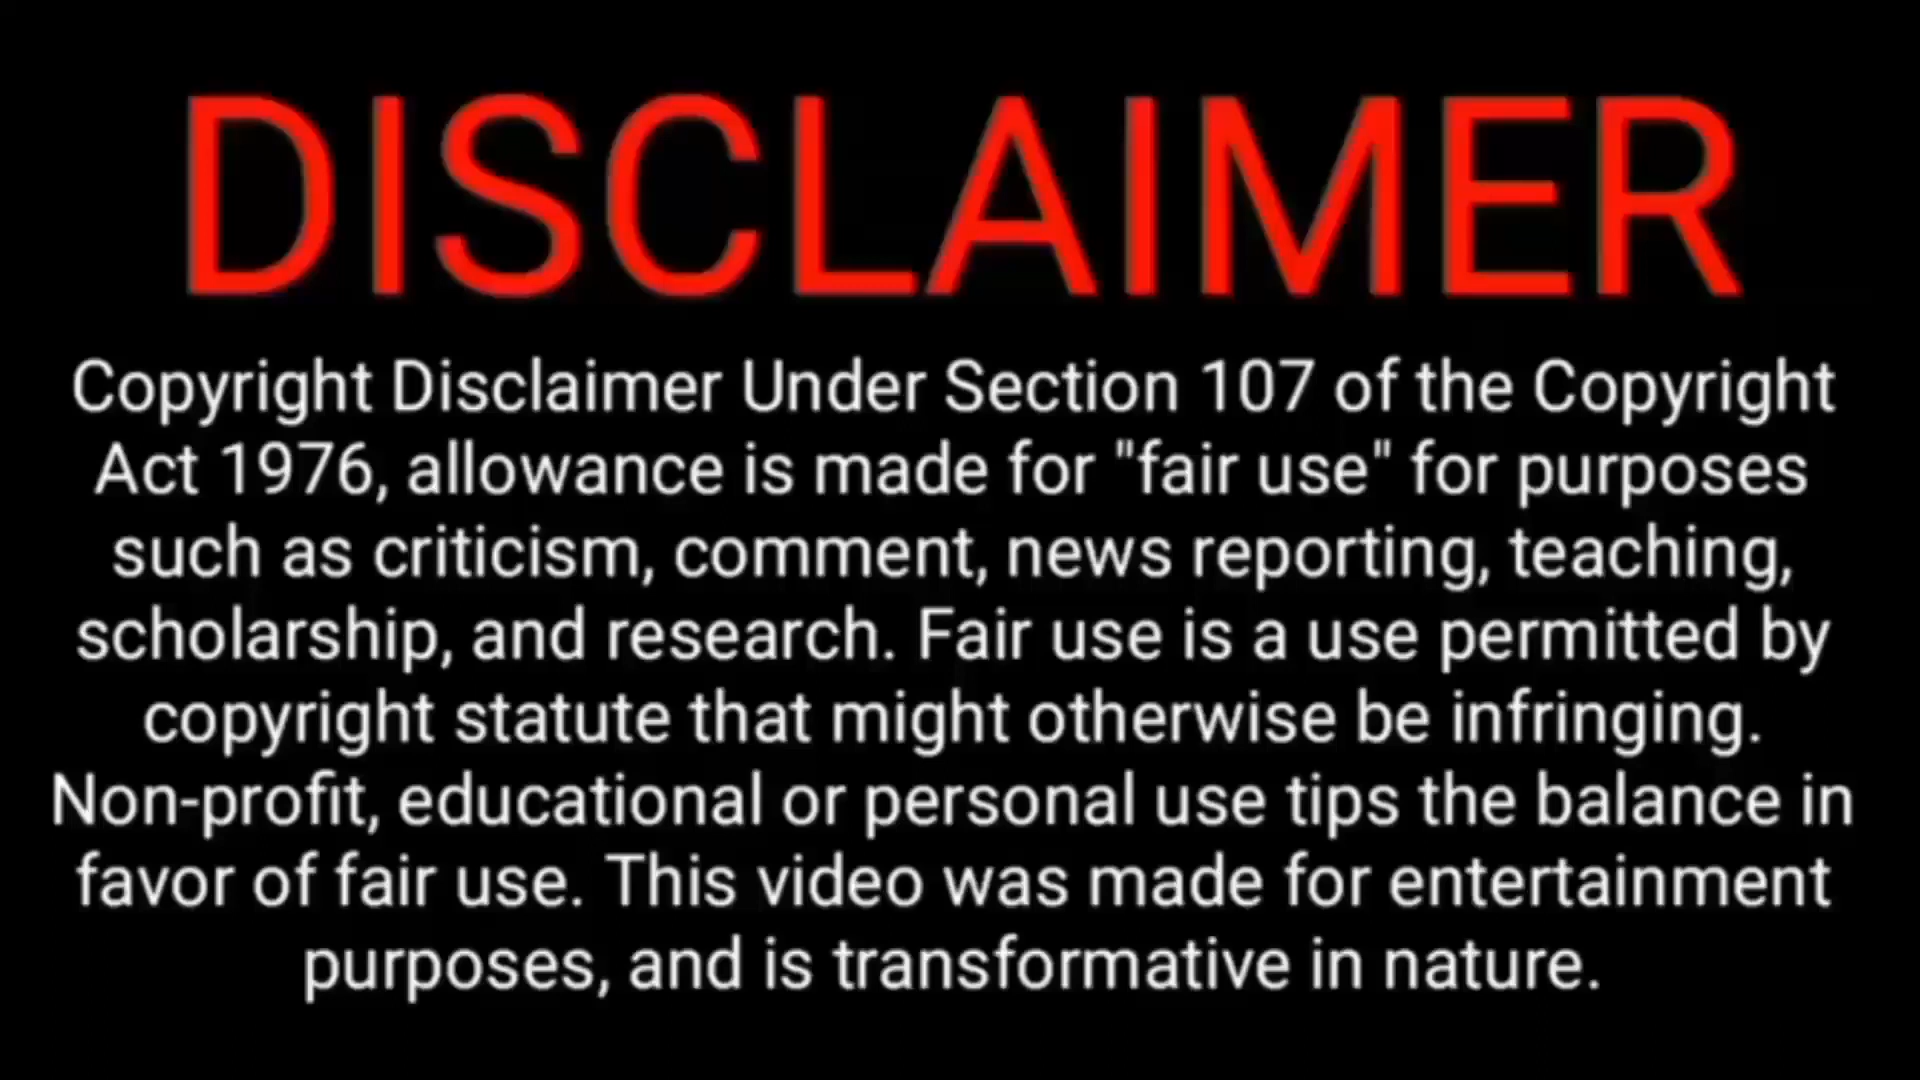 DISCLAIMER
Copyright Disclaimer Under Section 107 of the Copyright
Act 1976, allowance is made for "fair use" for purposes
such as criticism, comment, news reporting, teaching,
scholarship, and research. Fair use is a use permitted by
copyright statute that might otherwise be infringing.
Non-profit, educational or personal use tips the balance in
favor of fair use. This video was made for entertainment
purposes, and is transformative in nature.